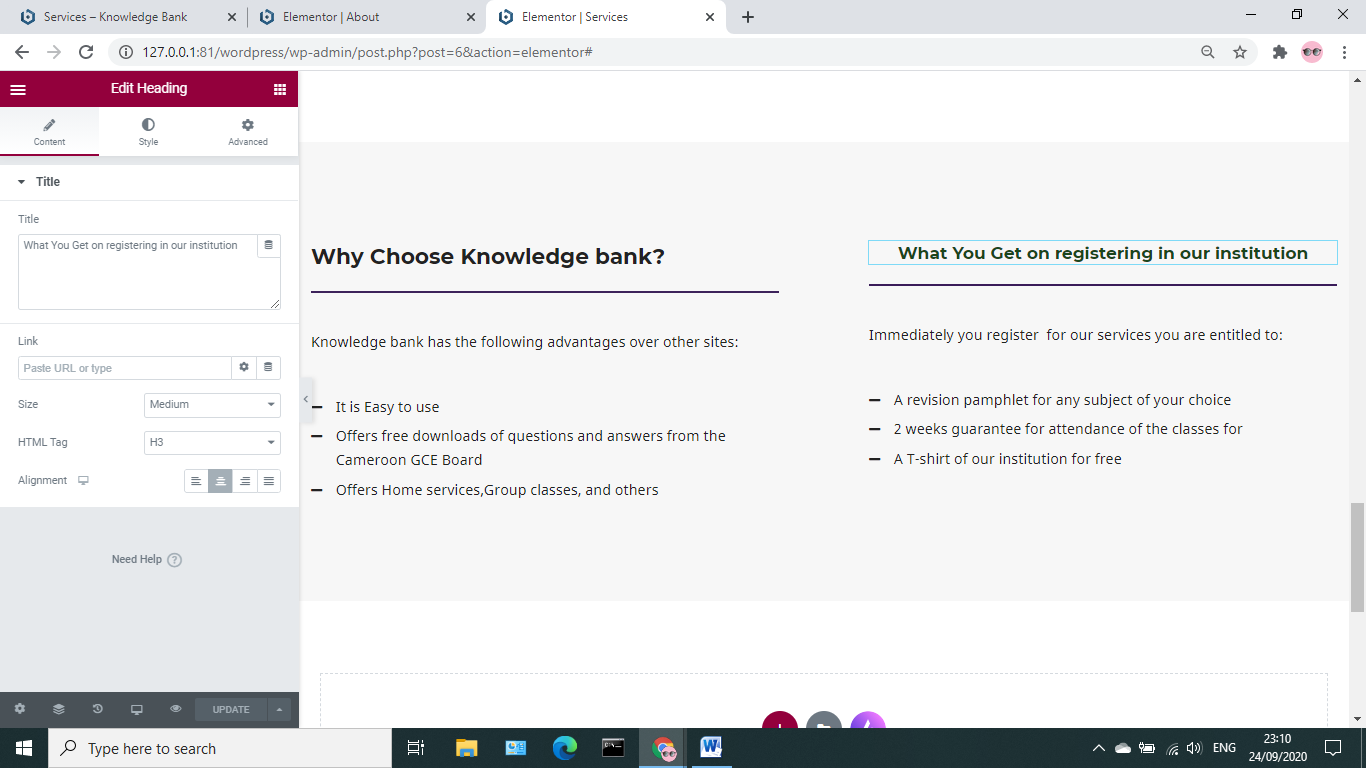 Services – Knowledge Bank
Elementor | About
Elementor | Services
127.0.0.1:81/wordpress/wp-admin/post.php?post=6&action=elementor#
Edit Heading
Content
Style
Advanced
Title
Title
What You Get on registering in our institution
Link
Paste URL or type
Size
Medium
HTML Tag
H3
Alignment
Need Help ?
UPDATE
Why Choose Knowledge bank?
Knowledge bank has the following advantages over other sites:
It is Easy to use
Offers free downloads of questions and answers from the
Cameroon GCE Board
Offers Home services,Group classes, and others
What You Get on registering in our institution
Immediately you register  for our services you are entitled to:
A revision pamphlet for any subject of your choice
2 weeks guarantee for attendance of the classes for
A T-shirt of our institution for free
Type here to search
ENG
23:10
24/09/2020